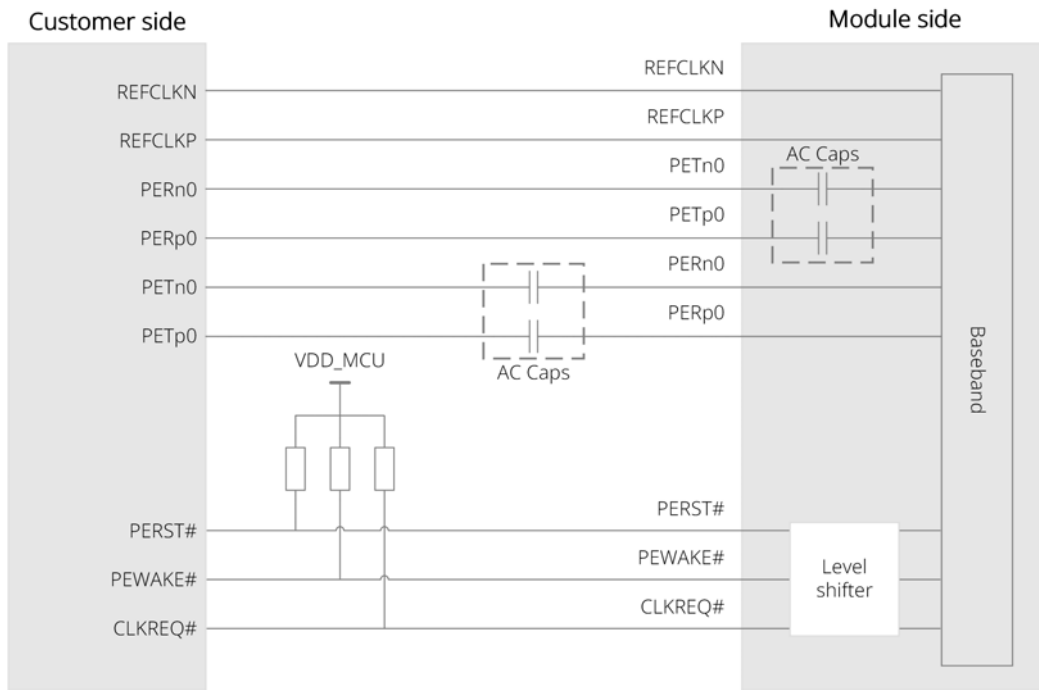 Customer side
Module side
REFCLKN
REFCLKN
REFCLKP
REFCLKP
AC Caps
PETn0
PERn0
PETp0
PERp0
PERn0
PETn0
PERp0
PETp0
VDD_MCU
AC Caps
Baseband
PERST#
PERST#
PEWAKE#
PEWAKE#
Level
shifter
CLKREQ#
CLKREQ#